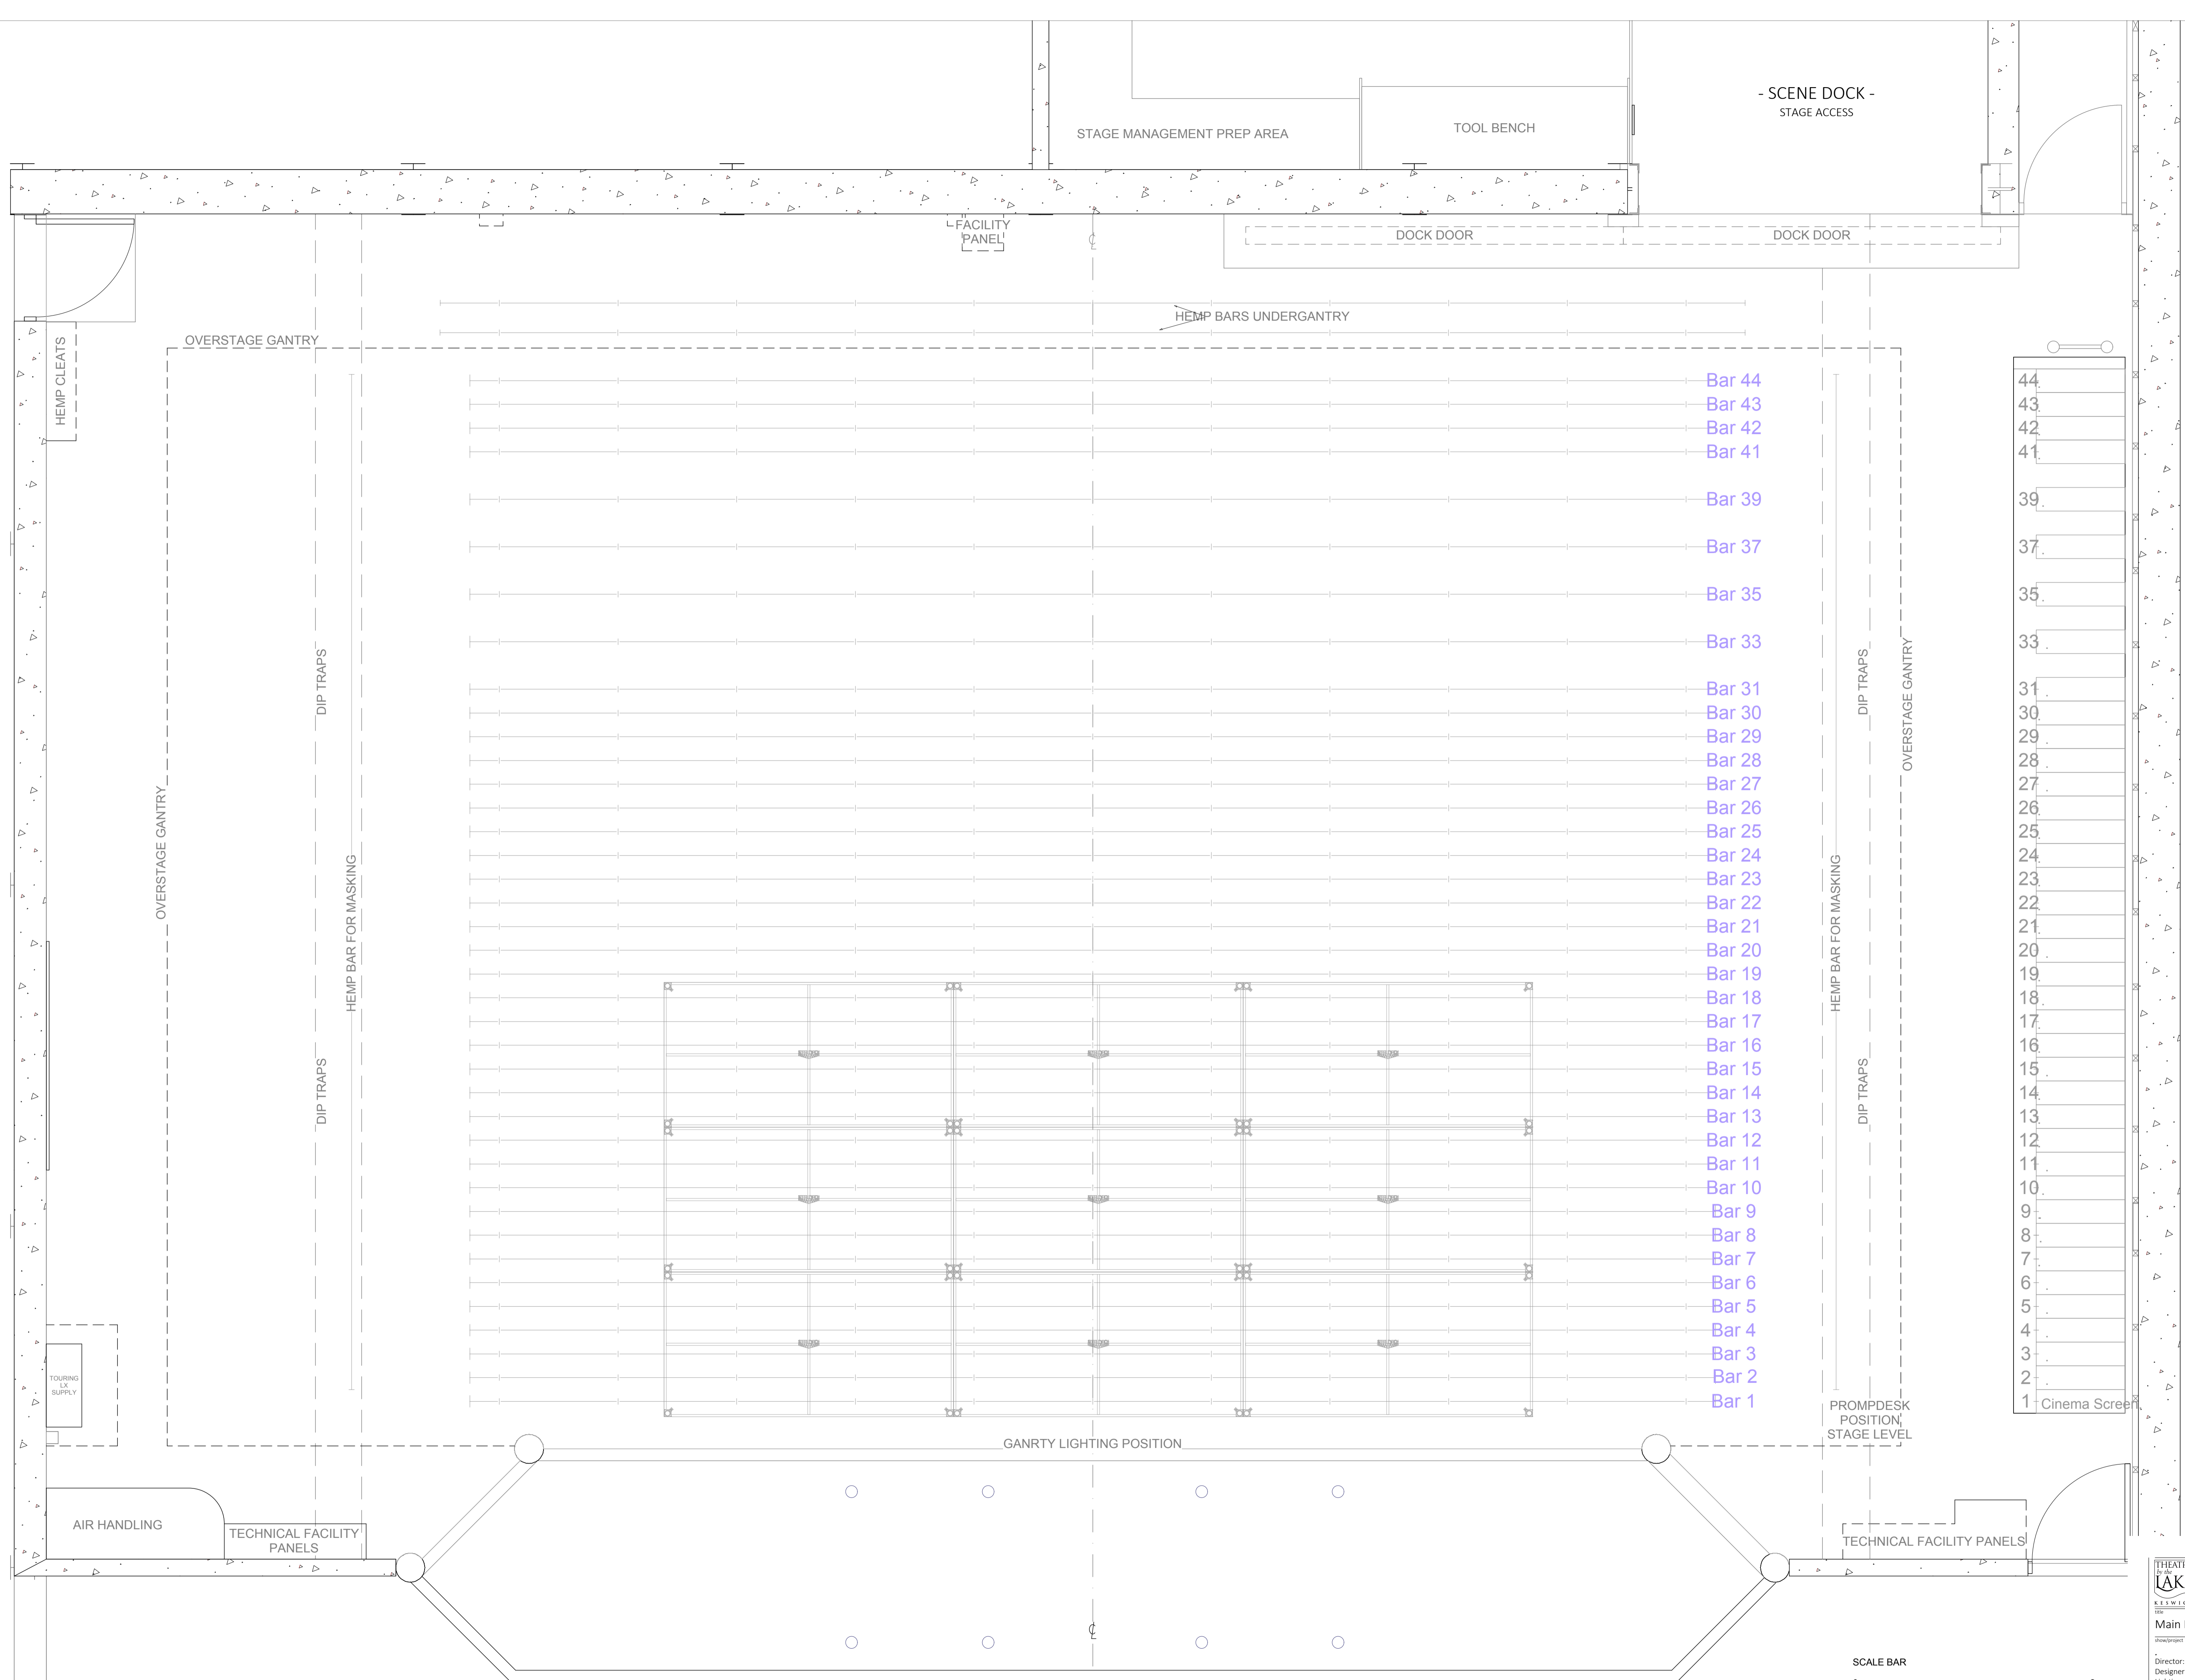 - SCENE DOCK -
STAGE ACCESS
STAGE MANAGEMENT PREP AREA
TOOL BENCH
FACILITY
PANEL
DOCK DOOR
DOCK DOOR
HEMP BARS UNDERGANTRY
OVERSTAGE GANTRY
HEMP CLEATS
Bar 44
Bar 43
Bar 42
Bar 41
Bar 39
Bar 37
Bar 35
Bar 33
Bar 31
Bar 30
Bar 29
Bar 28
Bar 27
Bar 26
Bar 25
Bar 24
Bar 23
Bar 22
Bar 21
Bar 20
Bar 19
Bar 18
Bar 17
Bar 16
Bar 15
Bar 14
Bar 13
Bar 12
Bar 11
Bar 10
Bar 9
Bar 8
Bar 7
Bar 6
Bar 5
Bar 4
Bar 3
Bar 2
Bar 1
44
43
42
41
39
37
35
33
31
30
29
28
27
26
25
24
23
22
21
20
19
18
17
16
15
14
13
12
11
10
9
8
7
6
5
4
3
2
1 Cinema Screen
DIP TRAPS
DIP TRAPS
OVERSTAGE GANTRY
OVERSTAGE GANTRY
HEMP BAR FOR MASKING
HEMP BAR FOR MASKING
DIP TRAPS
DIP TRAPS
TOURING
LX
SUPPLY
PROMPDESK
POSITION
STAGE LEVEL
GANRTY LIGHTING POSITION
AIR HANDLING
TECHNICAL FACILITY
PANELS
TECHNICAL FACILITY PANELS
SCALE BAR
by the
LAK
KESWI
title
Main
show/project
Director:
Designer